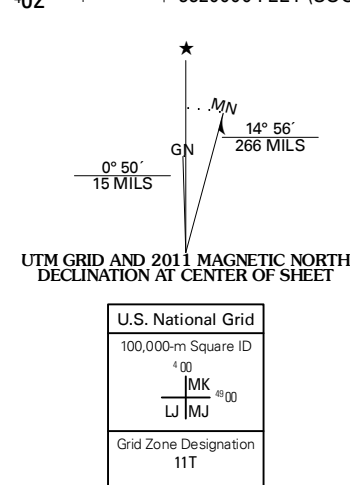 ⁴02
MN
GN
14° 56´
266 MILS
0° 50´
15 MILS
UTM GRID AND 2011 MAGNETIC NORTH
DECLINATION AT CENTER OF SHEET
U.S. National Grid
100,000-m Square ID
⁴00
MK
⁴⁹00
LJ MJ
Grid Zone Designation
11T